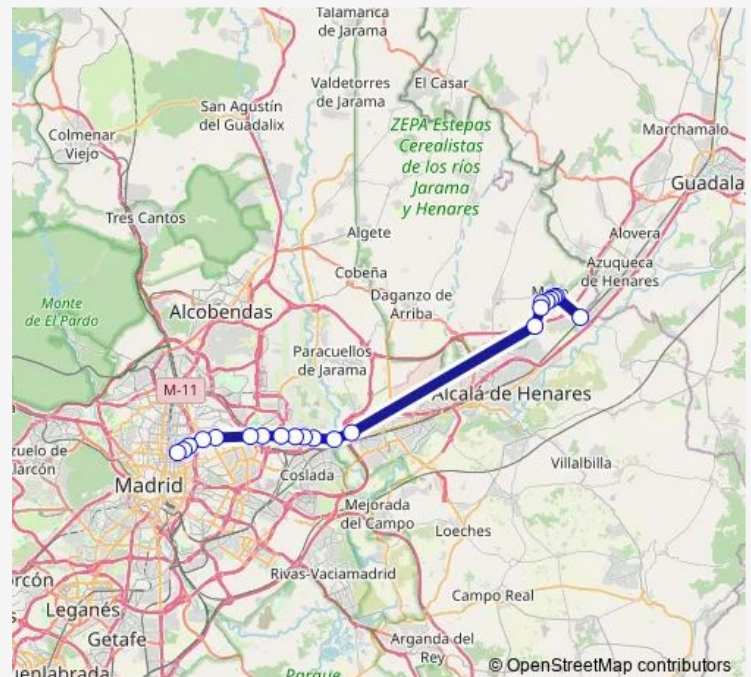 Talamanca
de Jarama
Valdetorres
de Jarama
El Casar
San Agustín
del Guadalix
Colmenar
Viejo
ZEPA Estepas
Cerealistas
de los ríos
Jarama
y Henares
Marchamalo
Guadala
Tres Cantos
Algete
Alovera
Cobeña
Azuqueca
de Henares
Monte
de El Pardo
Daganzo de
Arriba
Alcobendas
Paracuellos
de Jarama
M-11
Alcalá de Henares
zuelo de
larcón
Coslada
Villalbilla
Madrid
Mejorada
del Campo
Loeches
Rivas-Vaciamadrid
orcón
Campo Real
Leganés
Getafe
Arganda del
Rey
uenlabrada
Parque
© OpenStreetMap contributors